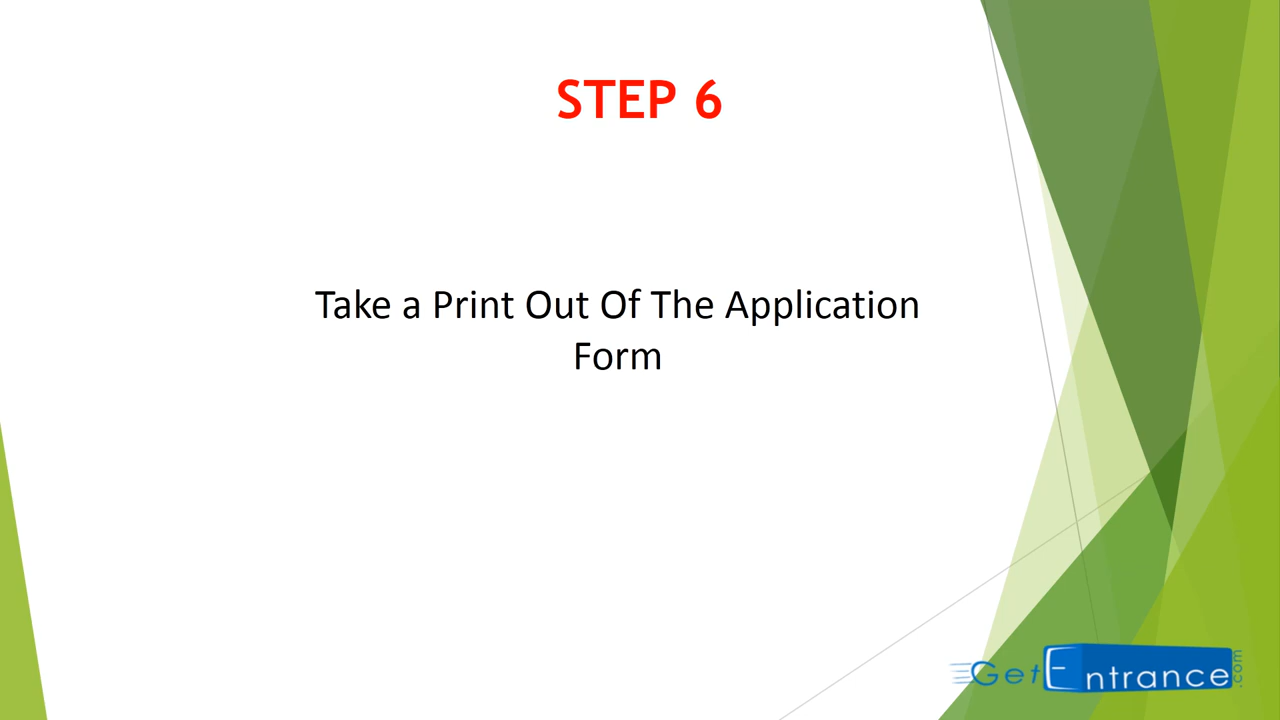 STEP 6
Take a Print Out Of The Application
Form
GetEntrance.com